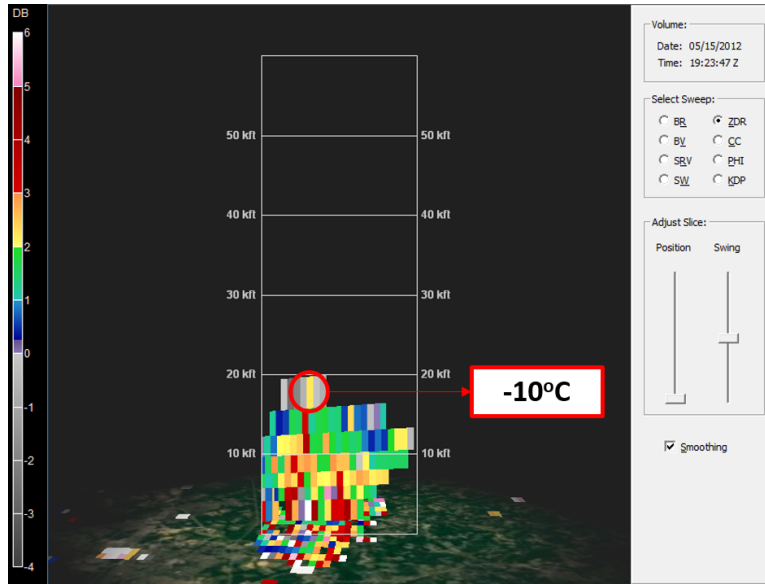 DB
6
5
4
3
2
1
0
-1
-2
-3
-4
50 kft 50 kft
40 kft 40 kft
30 kft 30 kft
20 kft 20 kft
10 kft 10 kft
-10°C
Volume:
Date: 05/15/2012
Time: 19:23:47 Z
Select Sweep:
BR ZDR
BV CC
SRV PHI
SW KDP
Adjust Slice:
Position Swing
Smoothing